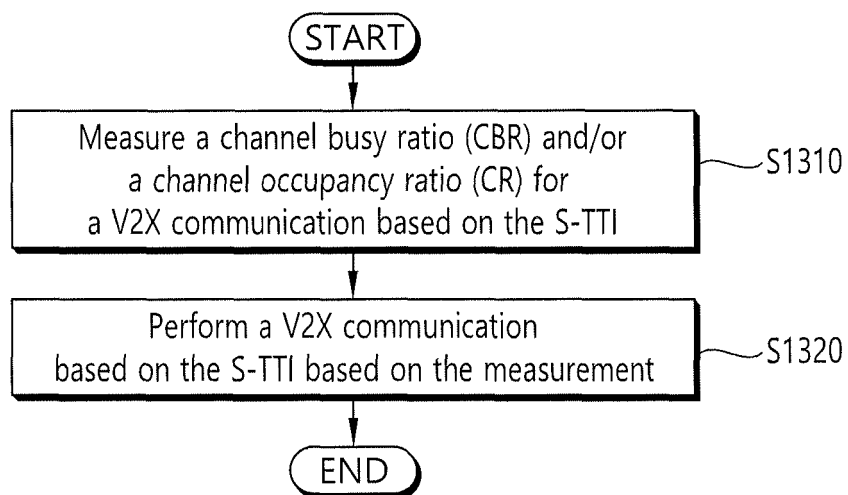 START
Measure a channel busy ratio (CBR) and/or
a channel occupancy ratio (CR) for
a V2X communication based on the S-TTI
S1310
Perform a V2X communication
based on the S-TTI based on the measurement
S1320
END